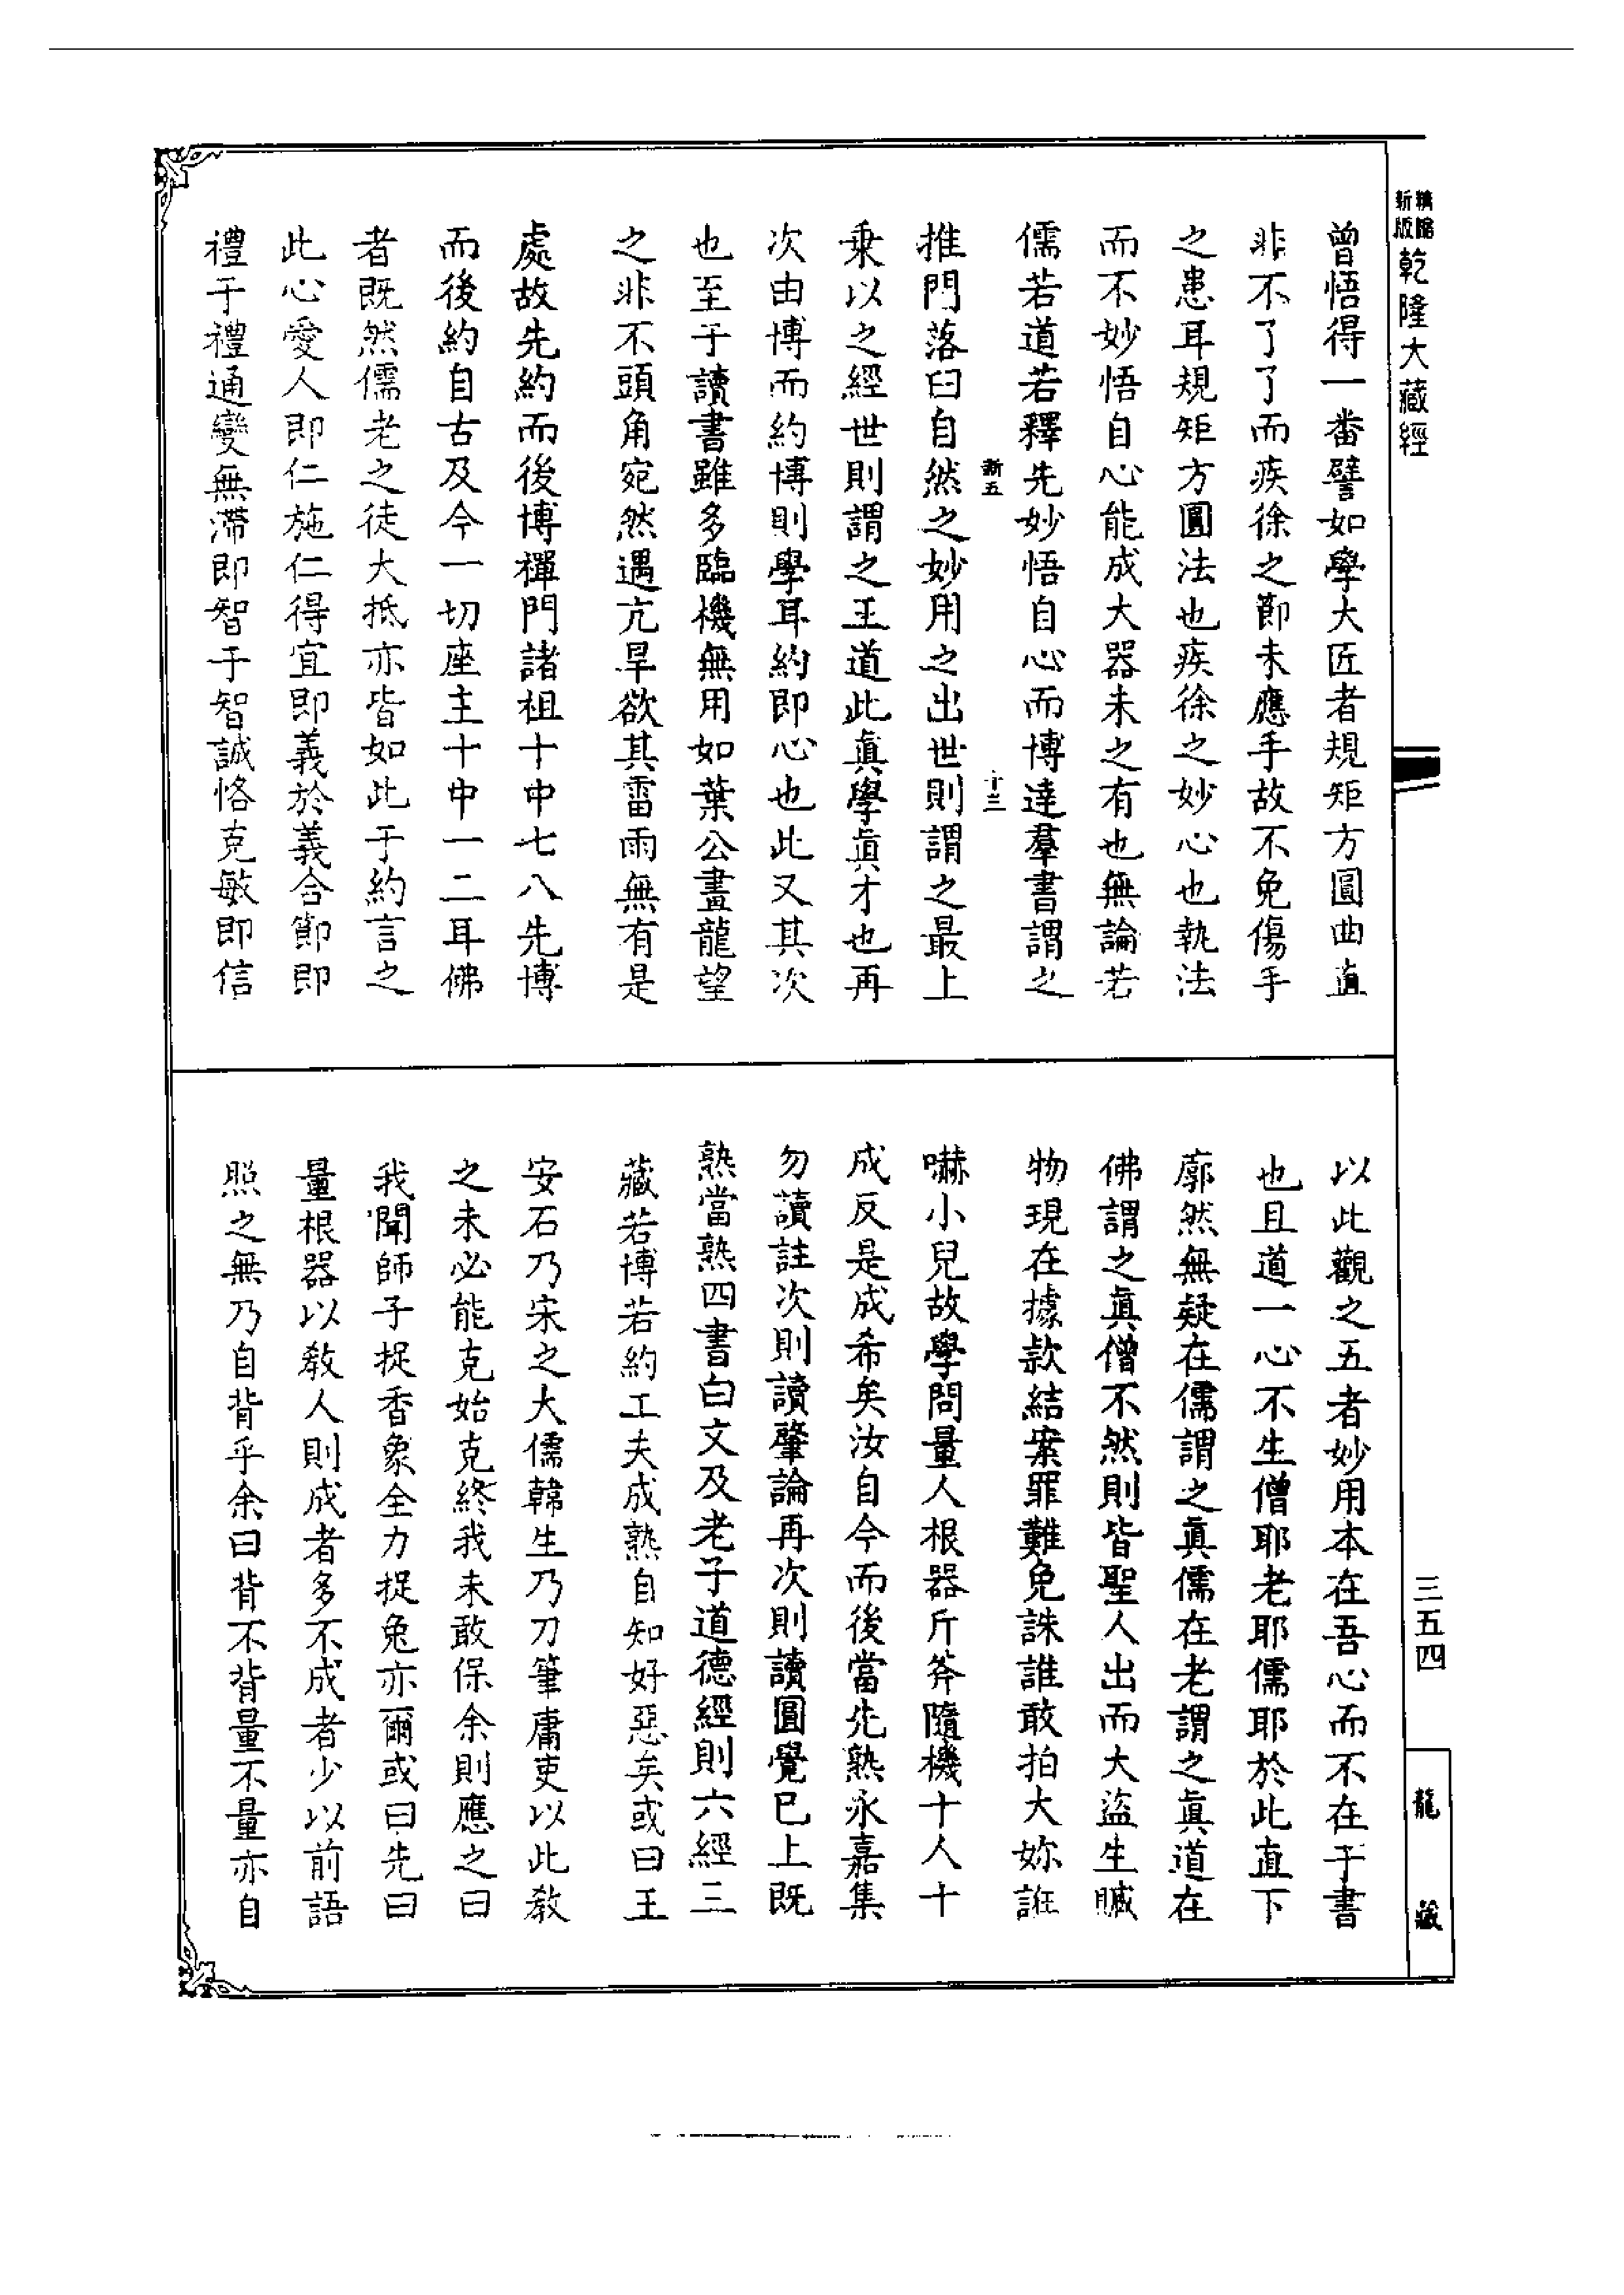 精縮新版
乾隆大藏經
三五四
龍藏
曾悟得一番譬如學大匠者規矩方圓曲直
非不了了而疾徐之節未應手故不免傷手
之患耳規矩方圓法也疾徐之妙心也執法
而不妙悟自心能成大器未之有也無論若
儒若道若釋先妙悟自心而博達羣書謂之
新五
十三
推門落臼自然之妙用之出世則謂之最上
乗以之經世則謂之王道此眞學眞才也再
次由博而約博則學耳約即心也此又其次
也至于讀書雖多臨機無用如葉公畫龍望
之非不頭角宛然遇亢旱欲其雷雨無有是
處故先約而後博禪門諸祖十中七八先博
而後約自古及今一切座主十中一二耳佛
者既然儒老之徒大抵亦皆如此于約言之
此心愛人即仁施仁得宜即義於義合節即
禮于禮通變無滯即智于智誠恪克敏即信
以此觀之五者妙用本在吾心而不在于書
也且道一心不生僧耶老耶儒耶於此直下
廓然無疑在儒謂之眞儒在老謂之眞道在
佛謂之眞僧不然則皆聖人出而大盜生贓
物現在據款結案罪難免誅誰敢拍大妳誑
嚇小兒故學問量人根器斤斧隨機十人十
成反是成希矣汝自今而後當先熟永嘉集
勿讀註次則讀肇論再次則讀圓覺已上既
熟當熟四書白文及老子道德經則六經三
藏若博若約工夫成熟自知好惡矣或曰王
安石乃宋之大儒韓生乃刀筆庸吏以此敎
之未必能克始克終我未敢保余則應之曰
我聞師子捉香象全力捉兔亦爾或曰先曰
量根器以敎人則成者多不成者少以前語
照之無乃自背乎余曰背不背量不量亦自